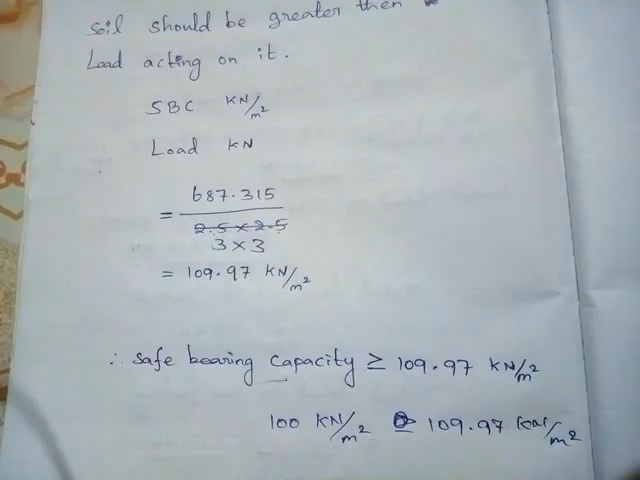 soil should be greater then
Load acting on it.
SBC KN/m²
Load KN
= 687.315
2.5 x 2.5
3 x 3
= 109.97 KN/m²
∴ safe bearing capacity ≥ 109.97 KN/m²
100 KN/m² 109.97 KN/m²